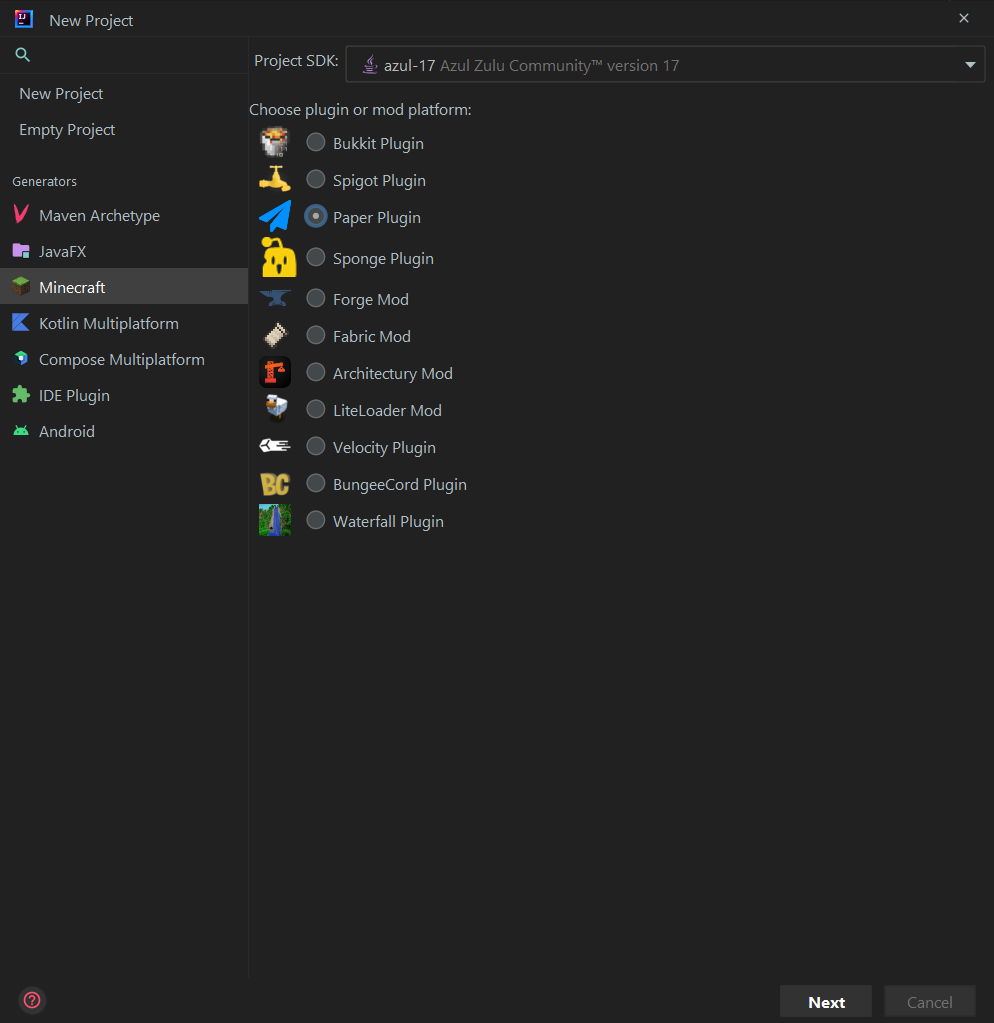 New Project
Project SDK: azul-17 Azul Zulu Community™ version 17
New Project
Empty Project
Generators
Maven Archetype
JavaFX
Minecraft
Kotlin Multiplatform
Compose Multiplatform
IDE Plugin
Android
Choose plugin or mod platform:
Bukkit Plugin
Spigot Plugin
Paper Plugin
Sponge Plugin
Forge Mod
Fabric Mod
Architectury Mod
LiteLoader Mod
Velocity Plugin
BC BungeeCord Plugin
Waterfall Plugin
Next
Cancel